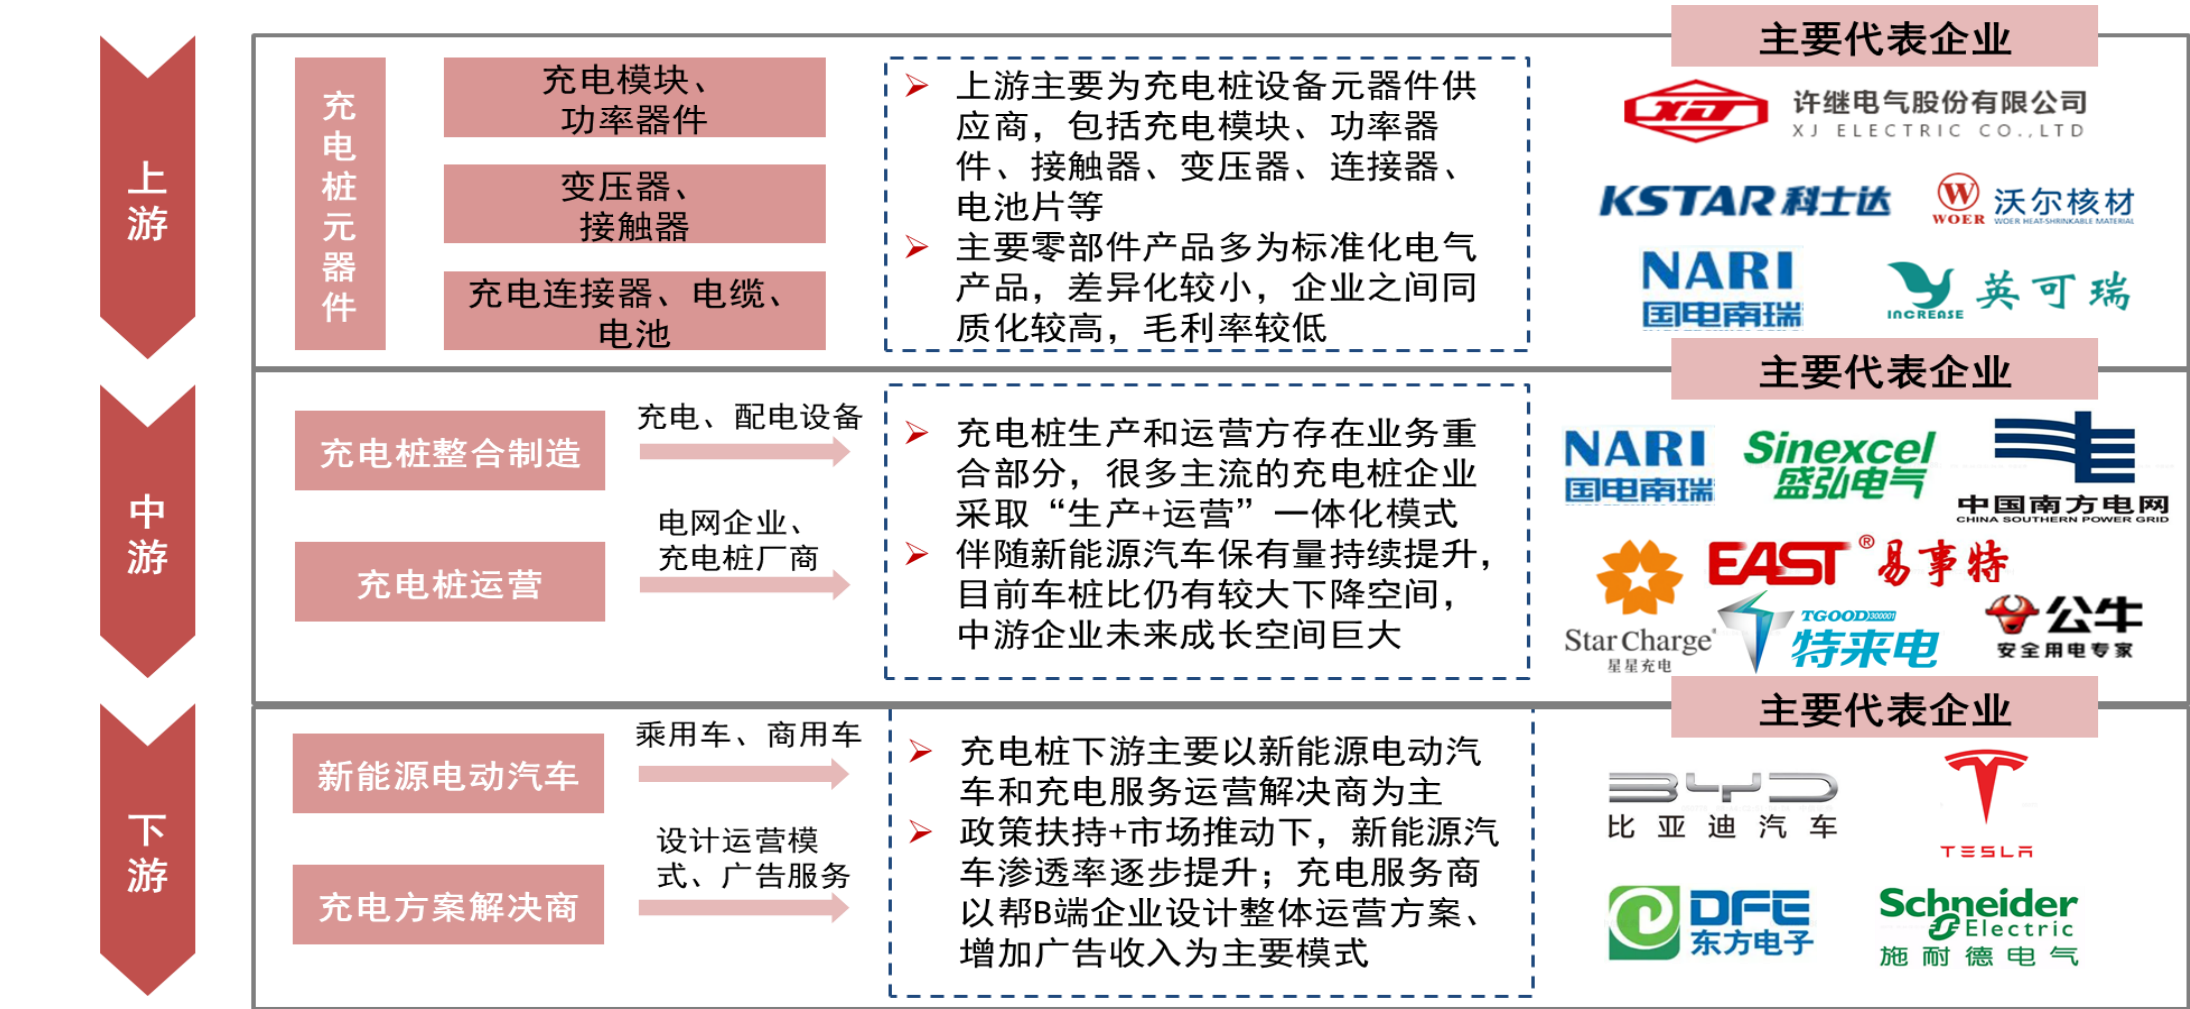 上
游
充
电
桩
元
器
件
充电模块、
功率器件
变压器、
接触器
充电连接器、电缆、
电池
上游主要为充电桩设备元器件供
应商，包括充电模块、功率器
件、接触器、变压器、连接器、
电池片等
主要零部件产品多为标准化电气
产品，差异化较小，企业之间同
质化较高，毛利率较低
主要代表企业
XJ
许继电气股份有限公司
XJ ELECTRIC CO.,LTD
KSTAR 科士达
W
WOER
沃尔核材
WOER HEAT-SHRINKABLE MATERIAL
NARI
国电南瑞
INCREASE
英可瑞
中
游
充电桩整合制造
充电、配电设备
充电桩运营
电网企业、
充电桩厂商
充电桩生产和运营方存在业务重
合部分，很多主流的充电桩企业
采取“生产+运营”一体化模式
伴随新能源汽车保有量持续提升，
目前车桩比仍有较大下降空间，
中游企业未来成长空间巨大
主要代表企业
NARI
国电南瑞
Sinexcel
盛弘电气
中国南方电网
CHINA SOUTHERN POWER GRID
Star Charge
星星充电
EAST®易事特
TGOOD 300001
特来电
公牛
安全用电专家
下
游
新能源电动汽车
乘用车、商用车
充电方案解决商
设计运营模
式、广告服务
充电桩下游主要以新能源电动汽
车和充电服务运营解决商为主
政策扶持+市场推动下，新能源汽
车渗透率逐步提升；充电服务商
以帮B端企业设计整体运营方案、
增加广告收入为主要模式
主要代表企业
BYD
比亚迪汽车
TESLA
DFE
东方电子
Schneider
Electric
施耐德电气